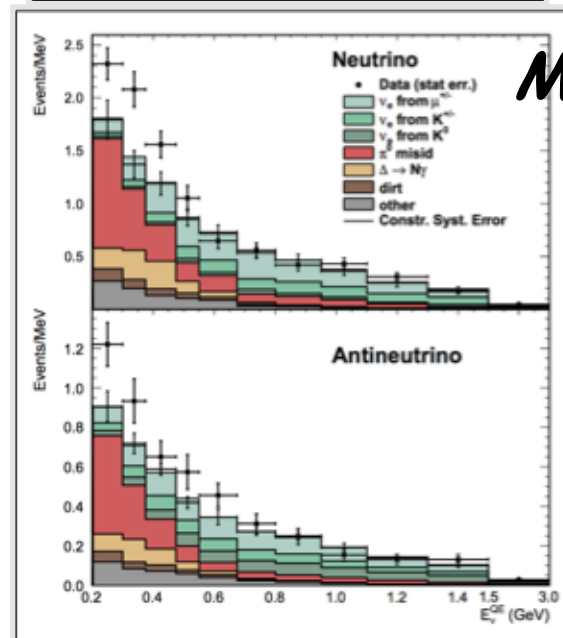 Events/MeV
2.5
2.0
1.5
1.0
0.5
Neutrino
M
Data (stat err.)
νe from μ+/-
νe from K+/-
νe from K0
π0 misid
Δ → Nγ
dirt
other
Constr. Syst. Error
Events/MeV
1.2
1.0
0.8
0.6
0.4
0.2
0.0
Antineutrino
0.2 0.4 0.6 0.8 1.0 1.2 1.4 1.5 3.0
EνQE (GeV)